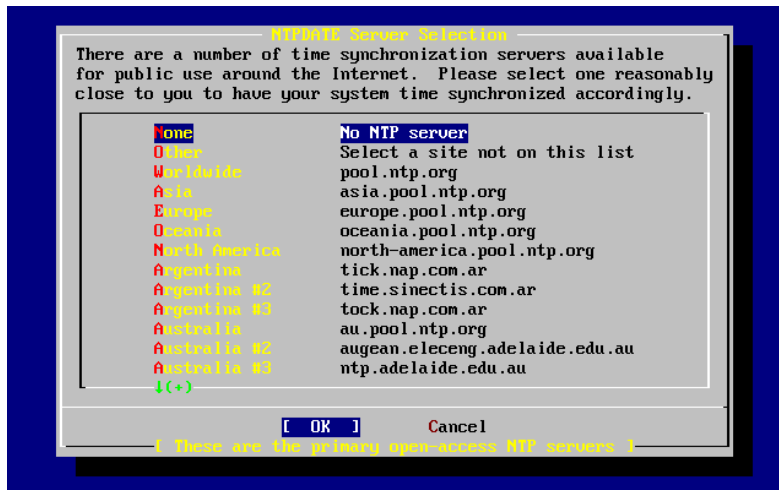 NTPDATE Server Selection
There are a number of time synchronization servers available
for public use around the Internet.  Please select one reasonably
close to you to have your system time synchronized accordingly.
None No NTP server
Other Select a site not on this list
Worldwide pool.ntp.org
Asia asia.pool.ntp.org
Europe europe.pool.ntp.org
Oceania oceania.pool.ntp.org
North America north-america.pool.ntp.org
Argentina tick.nap.com.ar
Argentina #2 time.sinectis.com.ar
Argentina #3 tock.nap.com.ar
Australia au.pool.ntp.org
Australia #2 augean.eleceng.adelaide.edu.au
Australia #3 ntp.adelaide.edu.au
↓(+)
[ OK ] Cancel
[ These are the primary open-access NTP servers ]